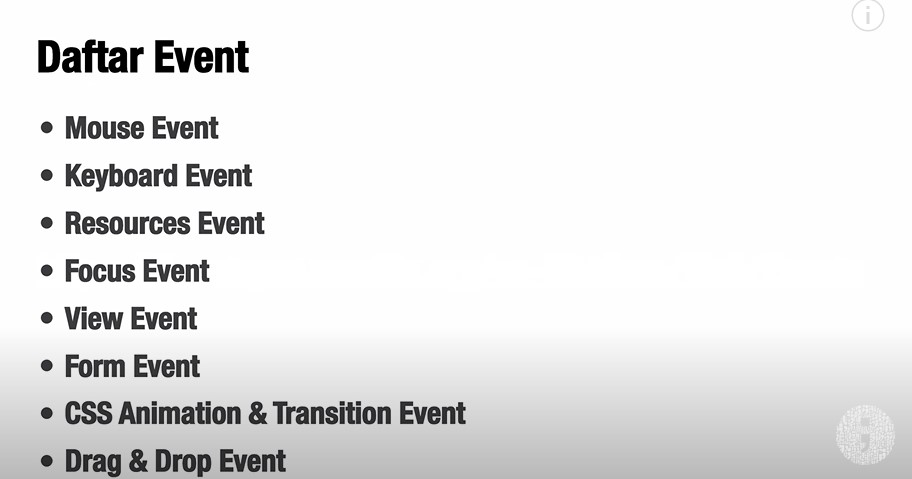 Daftar Event
• Mouse Event
• Keyboard Event
• Resources Event
• Focus Event
• View Event
• Form Event
• CSS Animation & Transition Event
• Drag & Drop Event